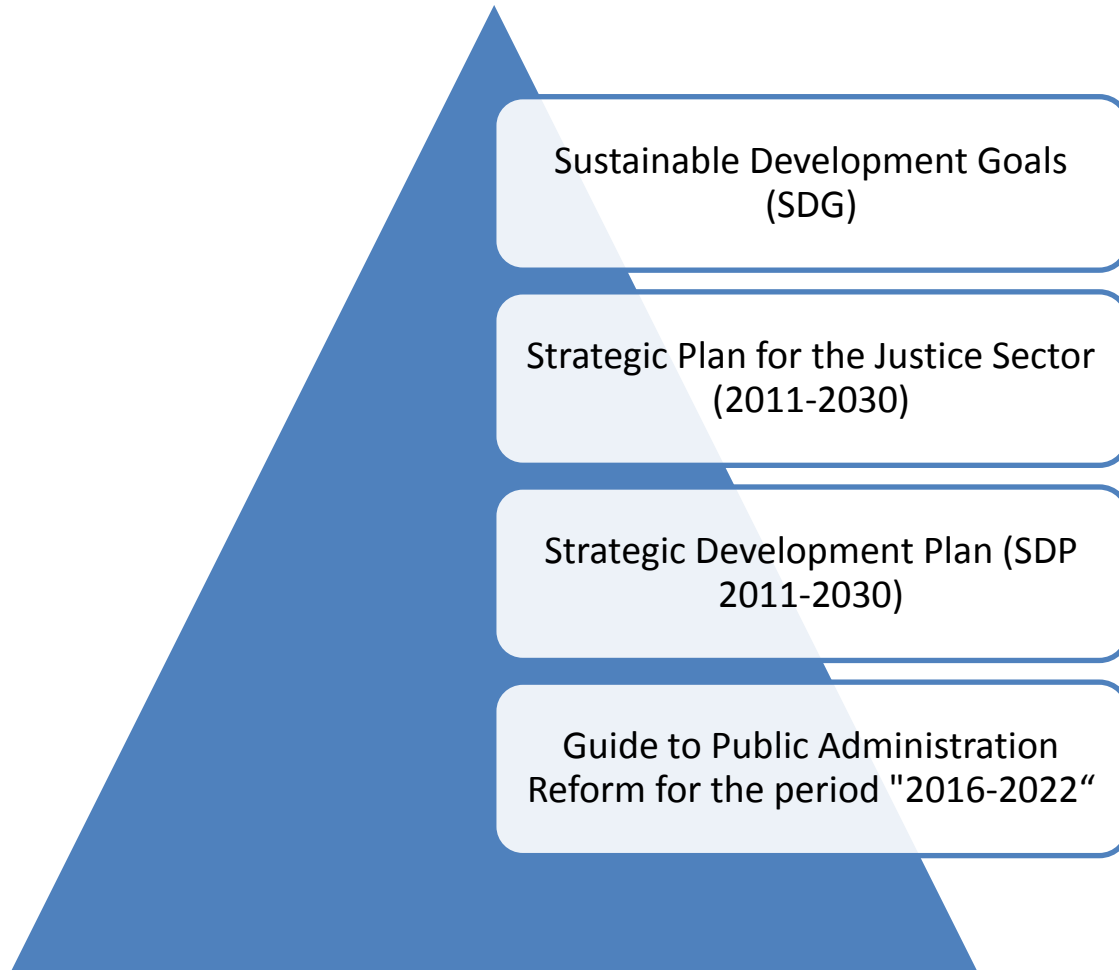 Sustainable Development Goals
(SDG)
Strategic Plan for the Justice Sector
(2011-2030)
Strategic Development Plan (SDP
2011-2030)
Guide to Public Administration
Reform for the period "2016-2022“